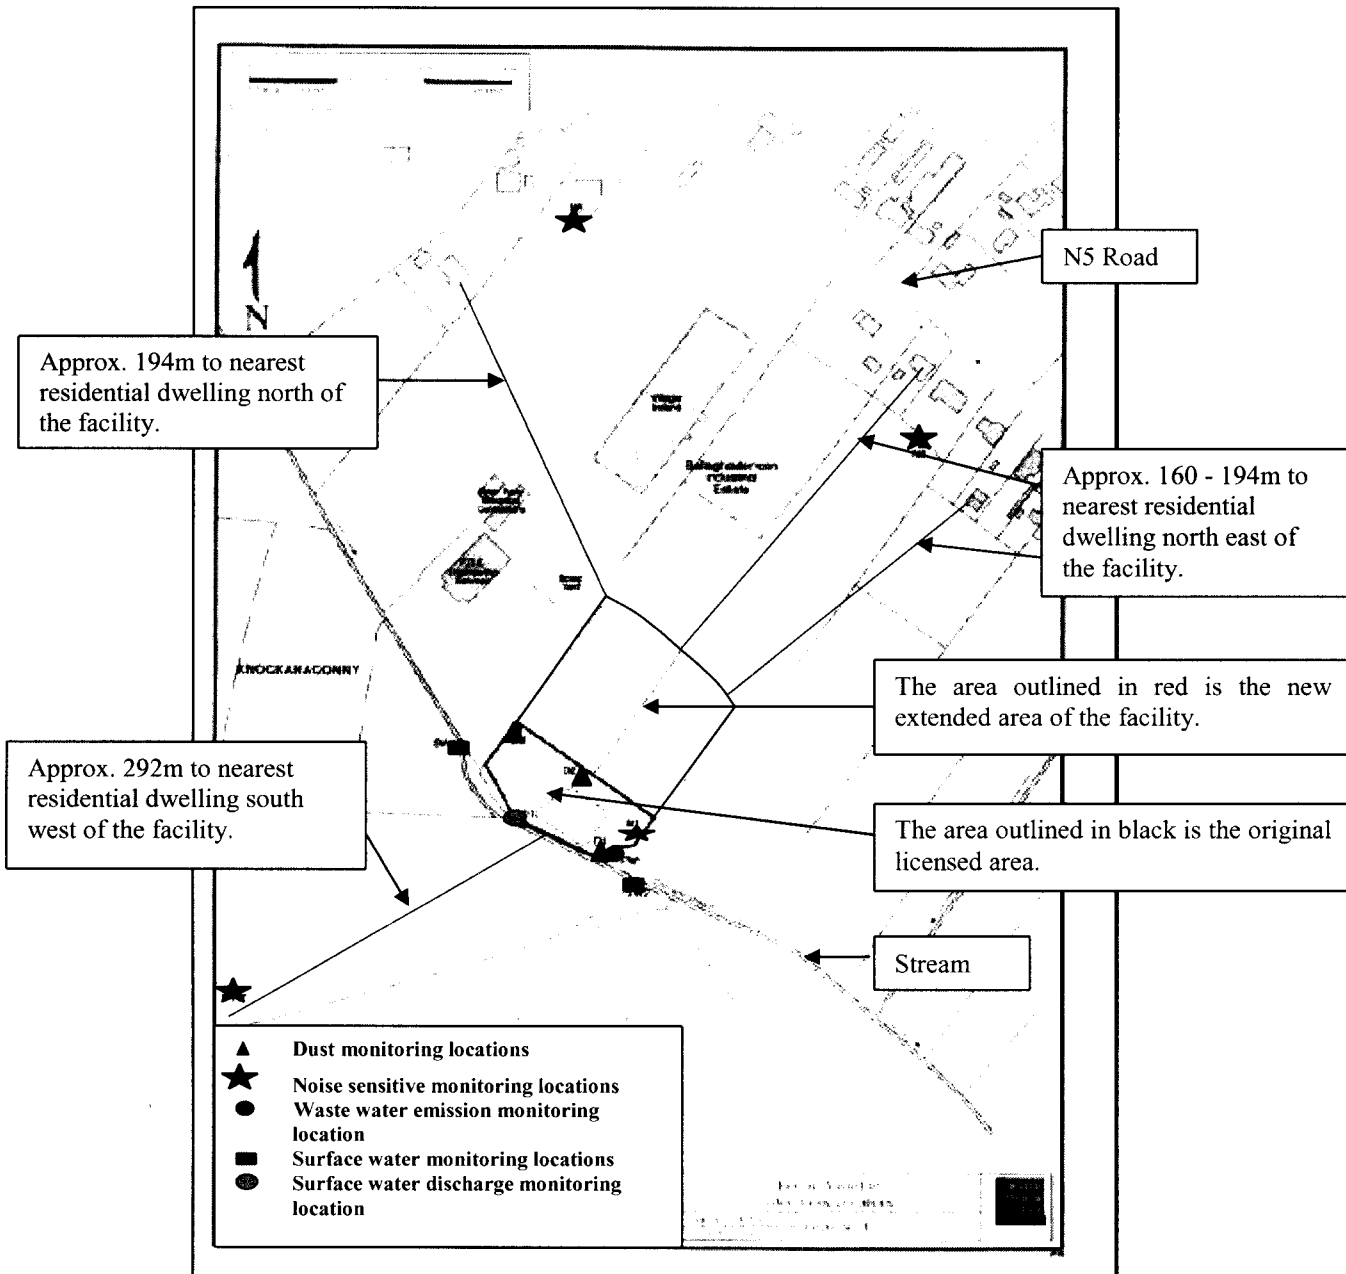 N
N5 Road
Approx. 194m to nearest
residential dwelling north of
the facility.
Approx. 160 - 194m to
nearest residential
dwelling north east of
the facility.
Industrial
Estate
KNOCKANACONNY
The area outlined in red is the new
extended area of the facility.
Approx. 292m to nearest
residential dwelling south
west of the facility.
The area outlined in black is the original
licensed area.
Stream
Dust monitoring locations
Noise sensitive monitoring locations
Waste water emission monitoring
location
Surface water monitoring locations
Surface water discharge monitoring
location